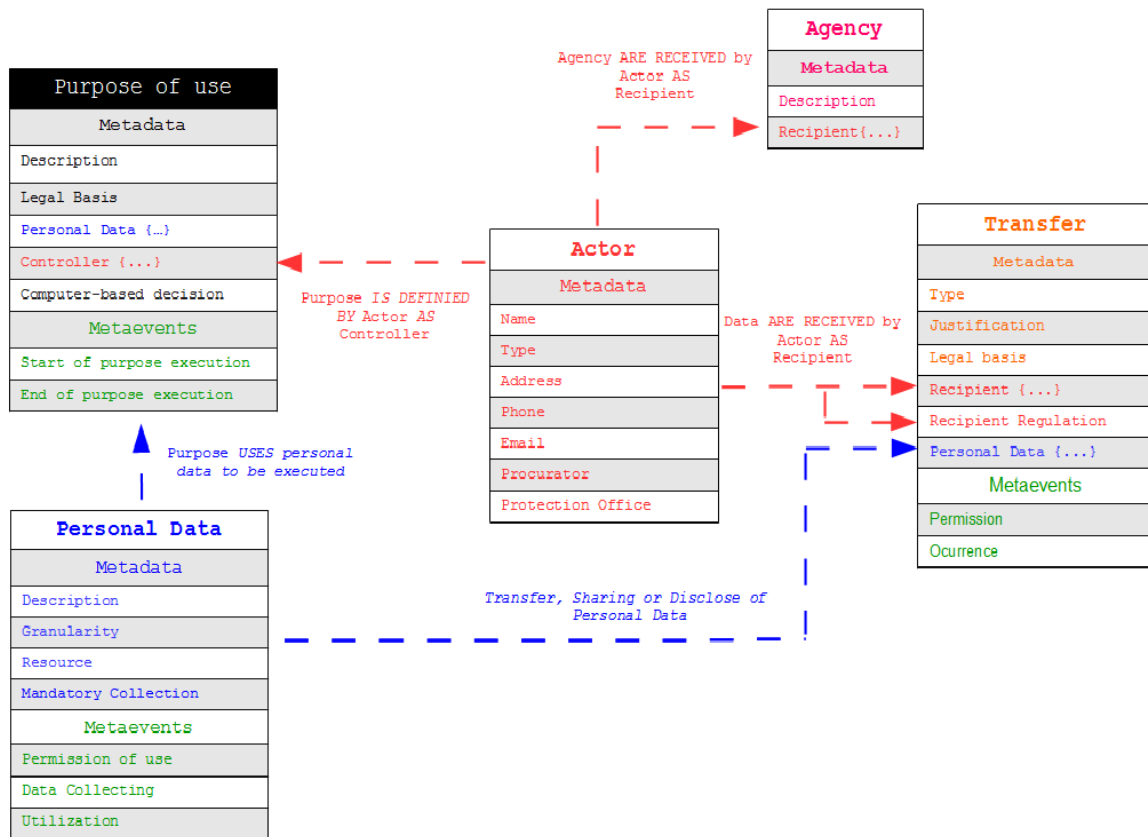 Agency
Metadata
Description
Recipient{...}
Agency ARE RECEIVED by
Actor AS
Recipient
Purpose of use
Metadata
Description
Legal Basis
Personal Data {…}
Controller {...}
Computer-based decision
Metaevents
Start of purpose execution
End of purpose execution
Purpose IS DEFINIED
BY Actor AS
Controller
Actor
Metadata
Name
Type
Address
Phone
Email
Procurator
Protection Office
Data ARE RECEIVED by
Actor AS
Recipient
Transfer
Metadata
Type
Justification
Legal basis
Recipient {...}
Recipient Regulation
Personal Data {...}
Metaevents
Permission
Ocurrence
Purpose USES personal
data to be executed
Personal Data
Metadata
Description
Granularity
Resource
Mandatory Collection
Metaevents
Permission of use
Data Collecting
Utilization
Transfer, Sharing or Disclose of
Personal Data